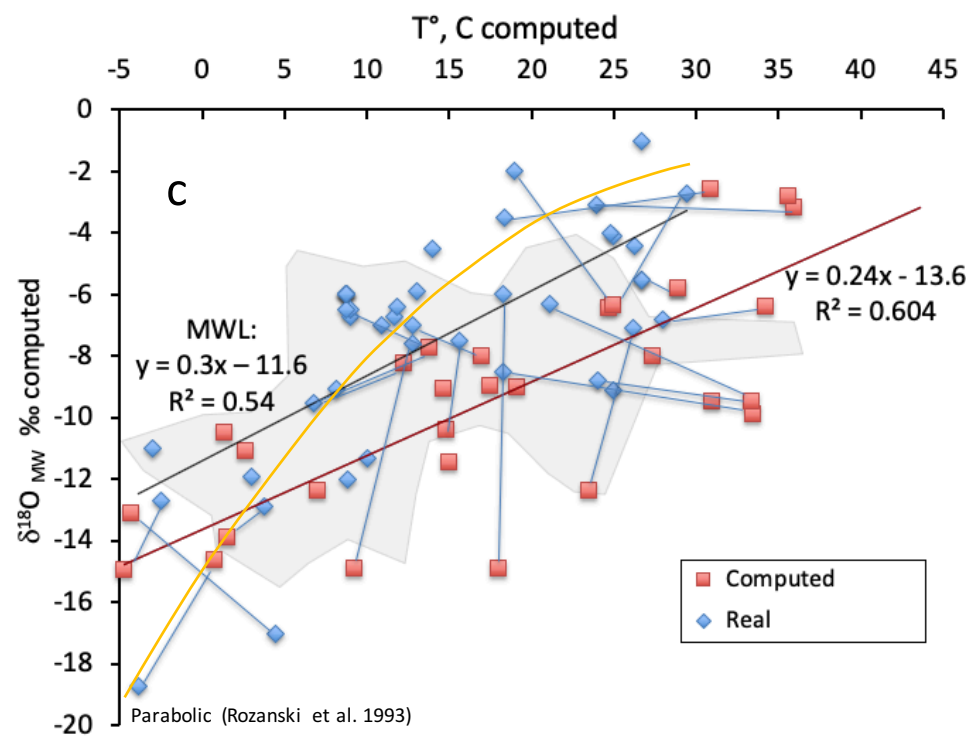 T°, C computed
-5 0 5 10 15 20 25 30 35 40 45
0
-2
-4
-6
-8
-10
-12
-14
-16
-18
-20
δ¹⁸O MW ‰ computed
C
MWL:
y = 0.3x – 11.6
R² = 0.54
y = 0.24x - 13.6
R² = 0.604
Computed
Real
Parabolic (Rozanski et al. 1993)